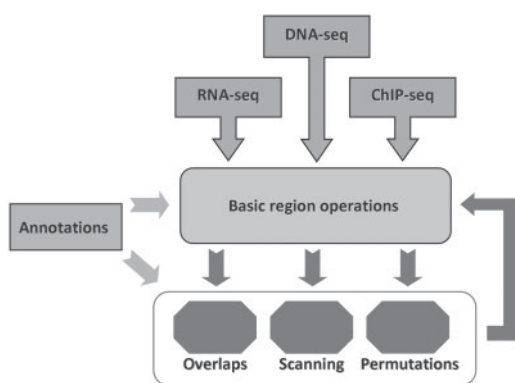 DNA-seq
RNA-seq
ChIP-seq
Basic region operations
Annotations
Overlaps Scanning Permutations